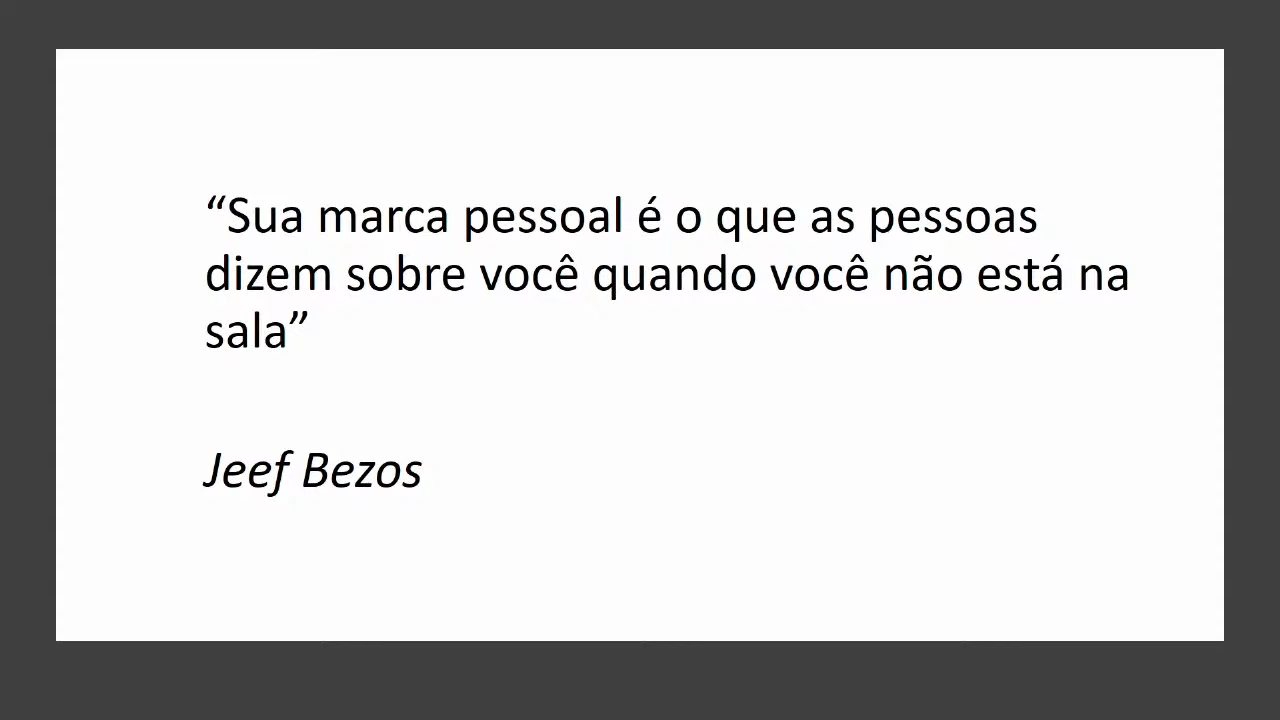 “Sua marca pessoal é o que as pessoas
dizem sobre você quando você não está na
sala”
Jeef Bezos